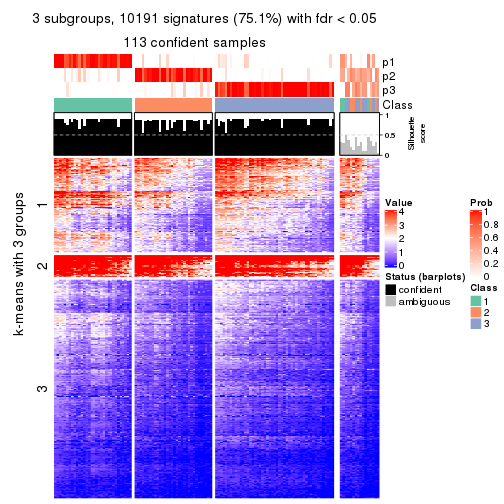 3 subgroups, 10191 signatures (75.1%) with fdr < 0.05
113 confident samples
p1
p2
p3
Class
1
0.5
0
Silhouette
score
k-means with 3 groups
1
2
3
Value
4
3
2
1
0
Status (barplots)
confident
ambiguous
Prob
1
0.8
0.6
0.4
0.2
0
Class
1
2
3